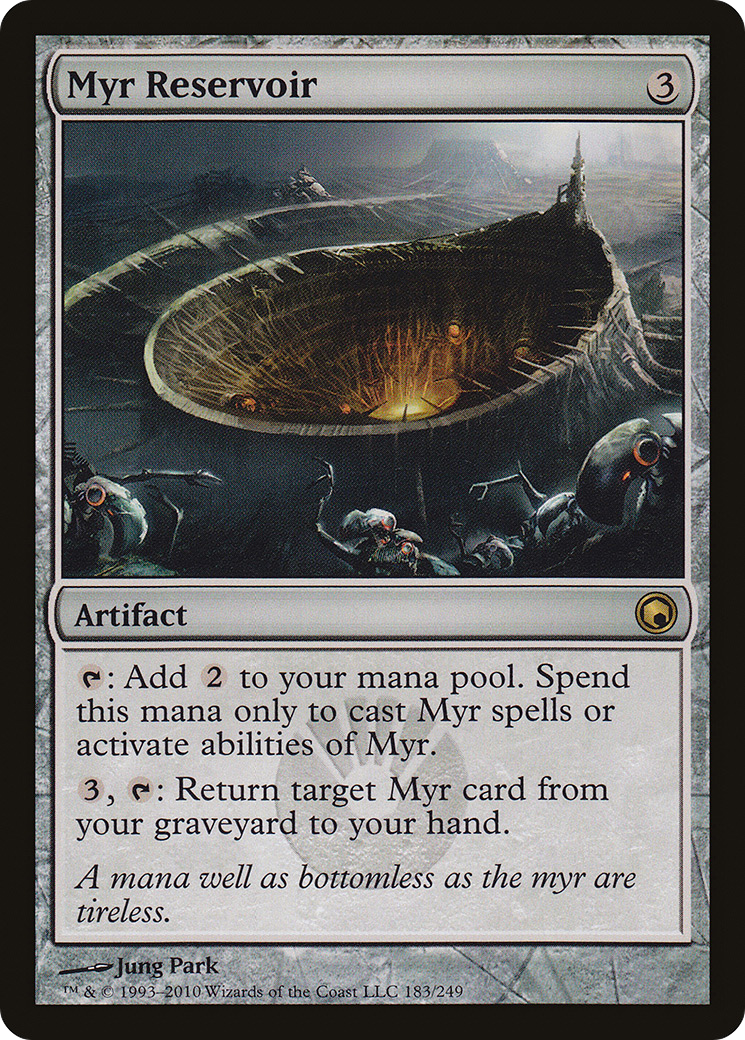 Myr Reservoir 3
Artifact
: Add 2 to your mana pool. Spend
this mana only to cast Myr spells or
activate abilities of Myr.
3, : Return target Myr card from
your graveyard to your hand.
A mana well as bottomless as the myr are
tireless.
Jung Park
™ & © 1993–2010 Wizards of the Coast LLC 183/249